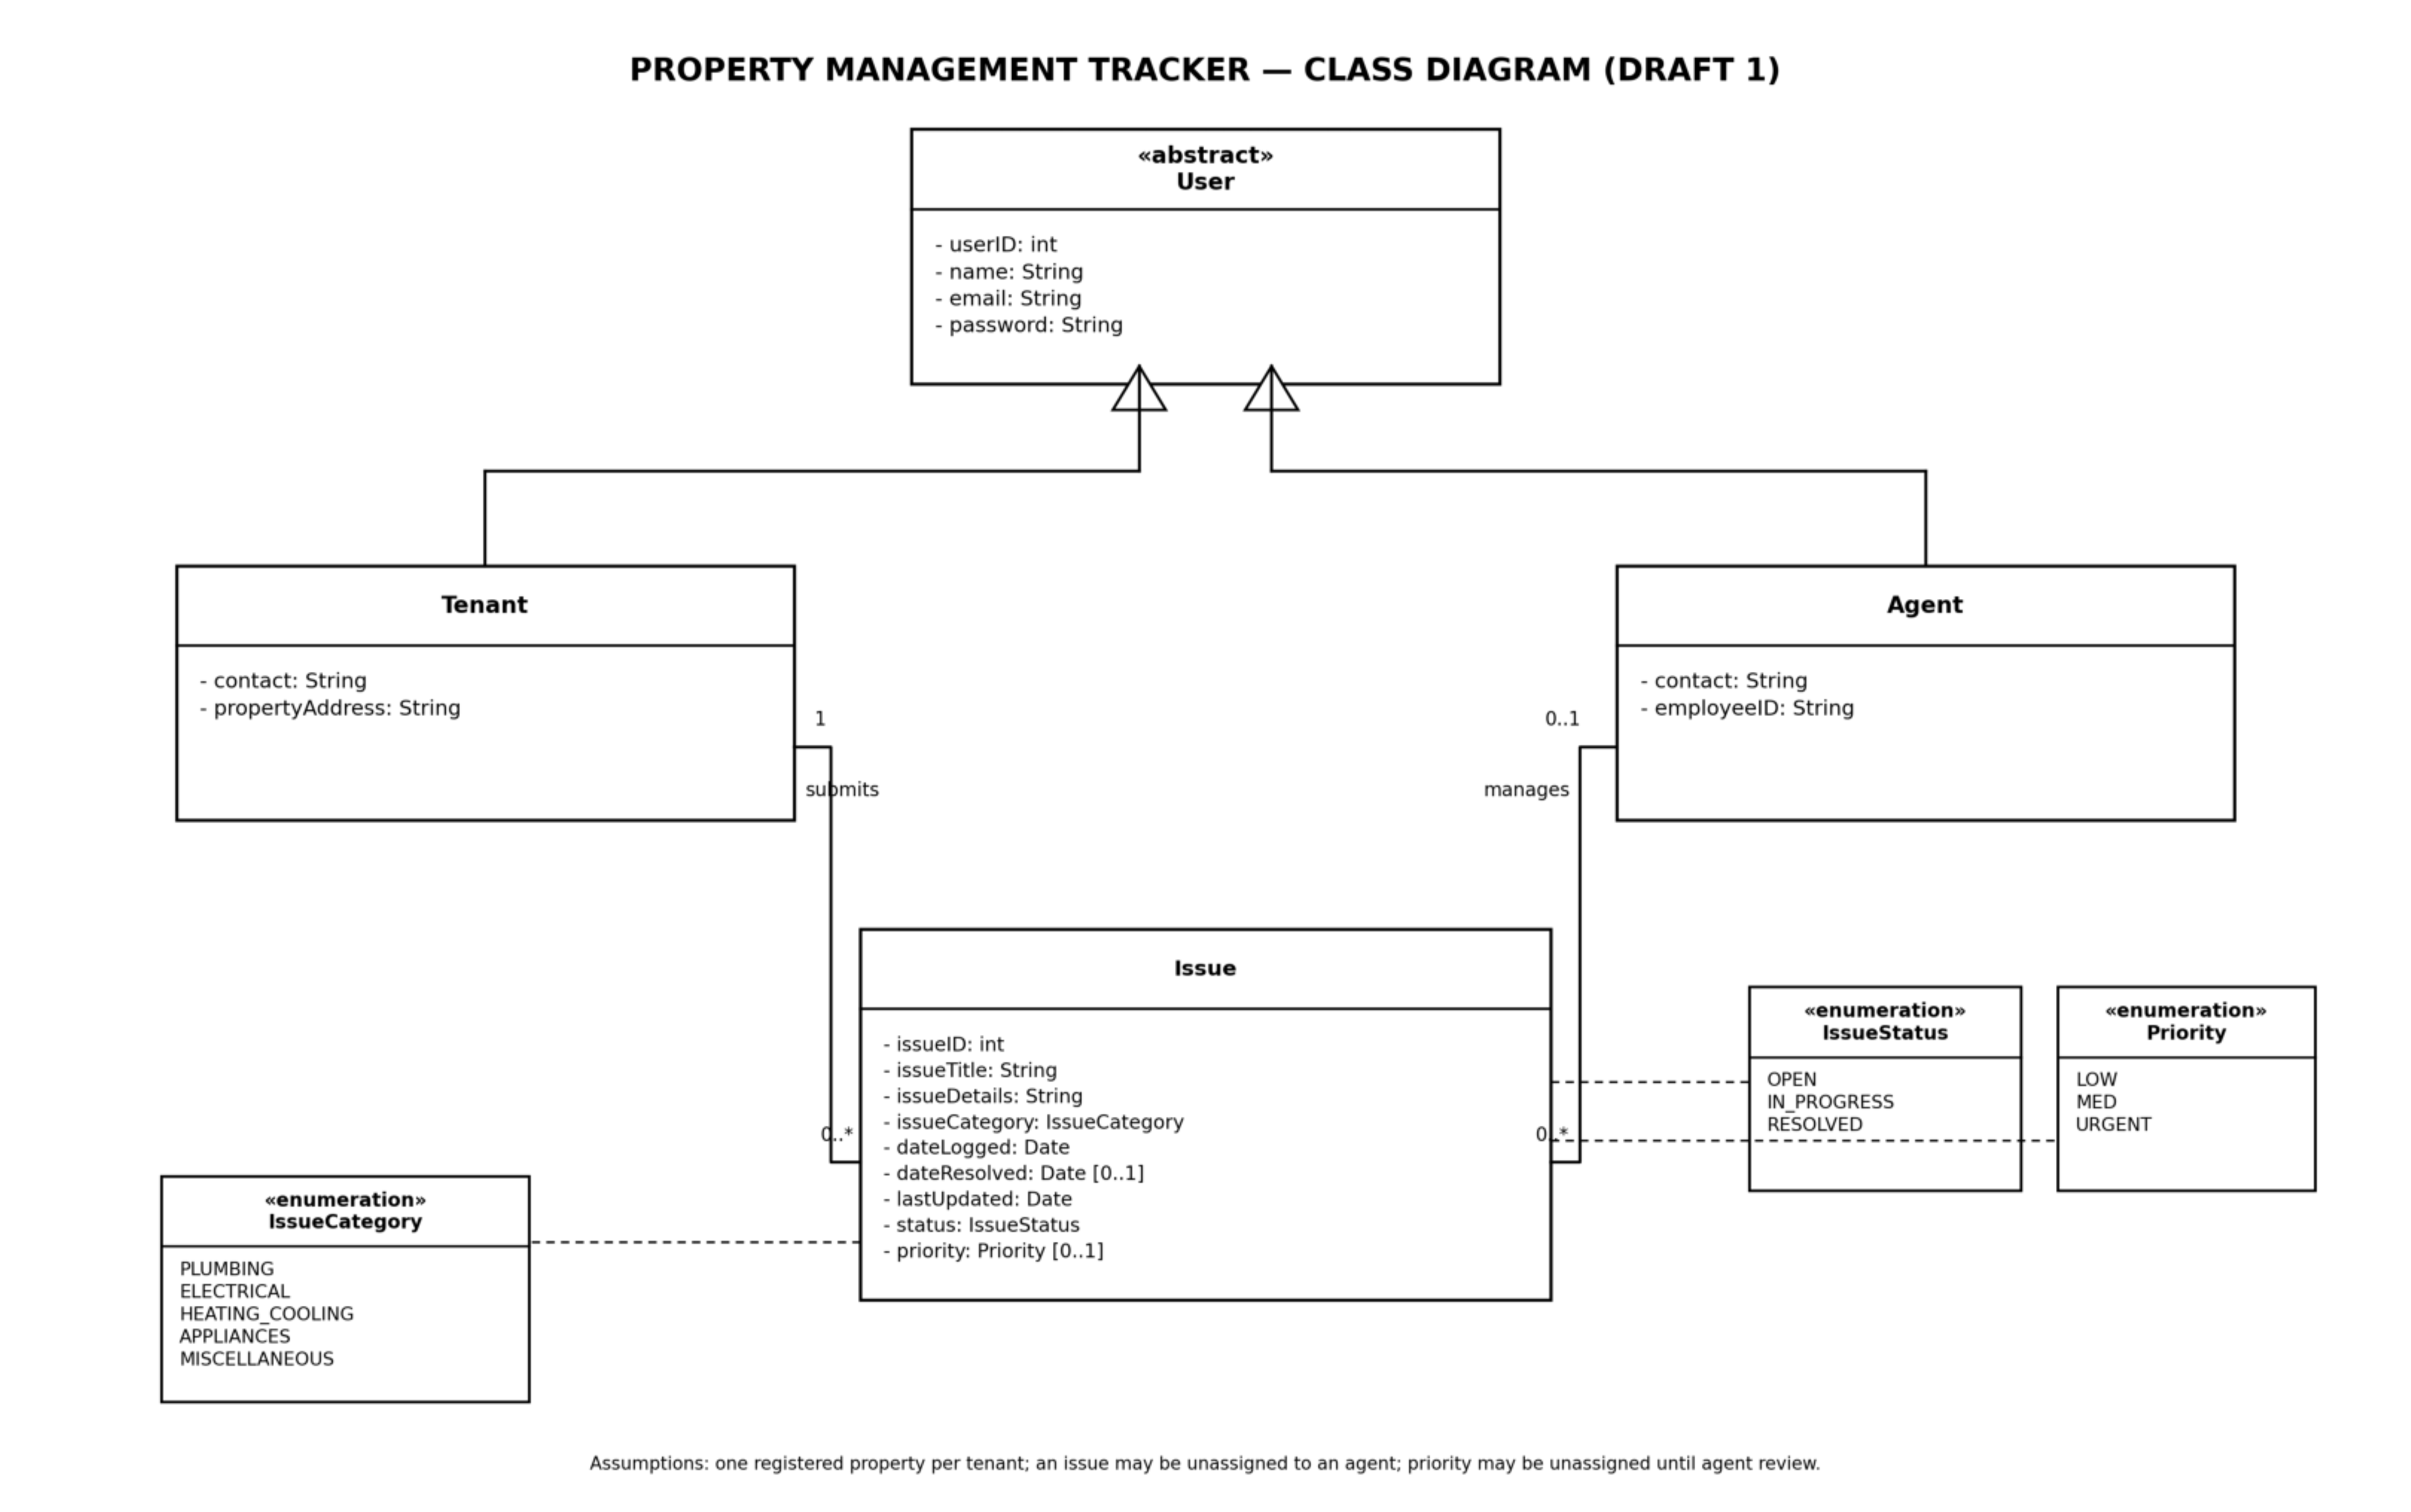 PROPERTY MANAGEMENT TRACKER — CLASS DIAGRAM (DRAFT 1)
«abstract»
User
- userID: int
- name: String
- email: String
- password: String
Tenant
- contact: String
- propertyAddress: String
Agent
- contact: String
- employeeID: String
1
0..1
submits
manages
Issue
- issueID: int
- issueTitle: String
- issueDetails: String
- issueCategory: IssueCategory
- dateLogged: Date
- dateResolved: Date [0..1]
- lastUpdated: Date
- status: IssueStatus
- priority: Priority [0..1]
0..*
0..*
«enumeration»
IssueStatus
OPEN
IN_PROGRESS
RESOLVED
«enumeration»
Priority
LOW
MED
URGENT
«enumeration»
IssueCategory
PLUMBING
ELECTRICAL
HEATING_COOLING
APPLIANCES
MISCELLANEOUS
Assumptions: one registered property per tenant; an issue may be unassigned to an agent; priority may be unassigned until agent review.